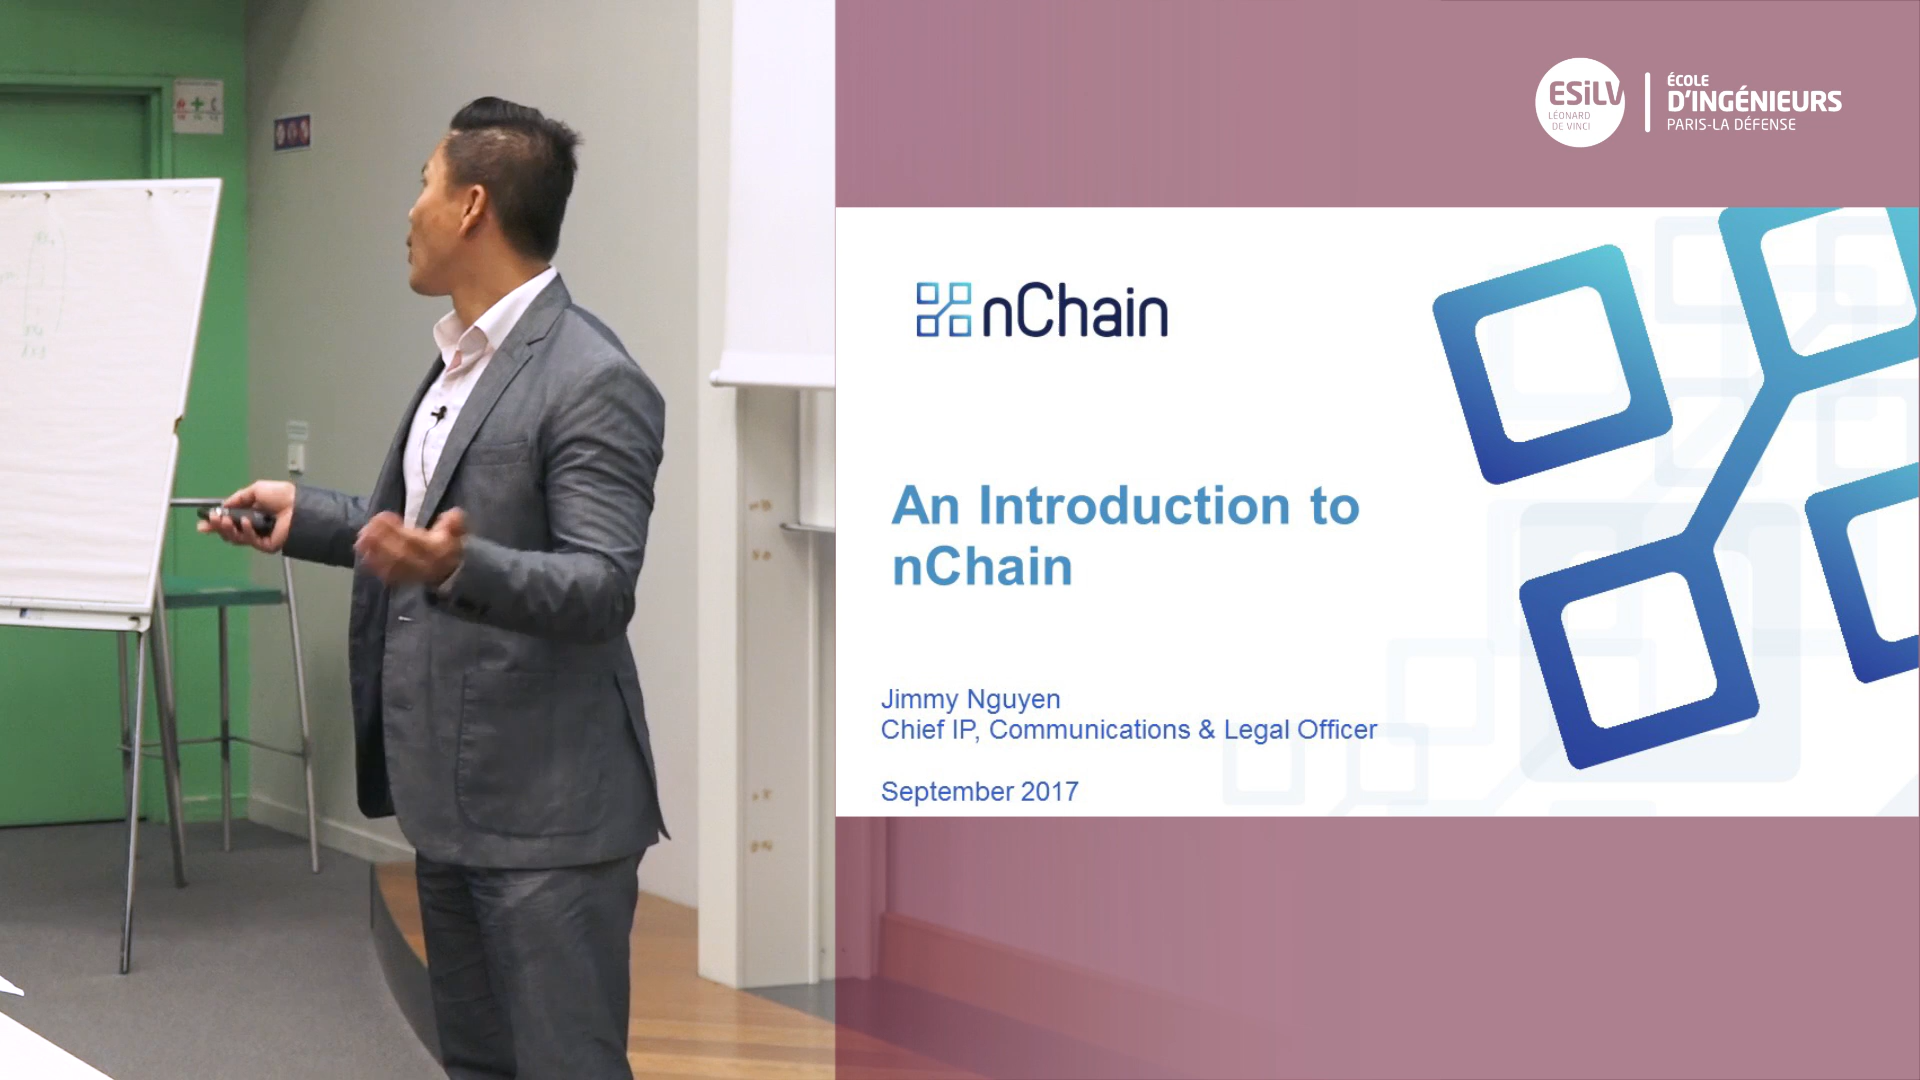 ESiLV
LÉONARD
DE VINCI
ÉCOLE
D'INGÉNIEURS
PARIS-LA DÉFENSE
nChain
An Introduction to
nChain
Jimmy Nguyen
Chief IP, Communications & Legal Officer
September 2017